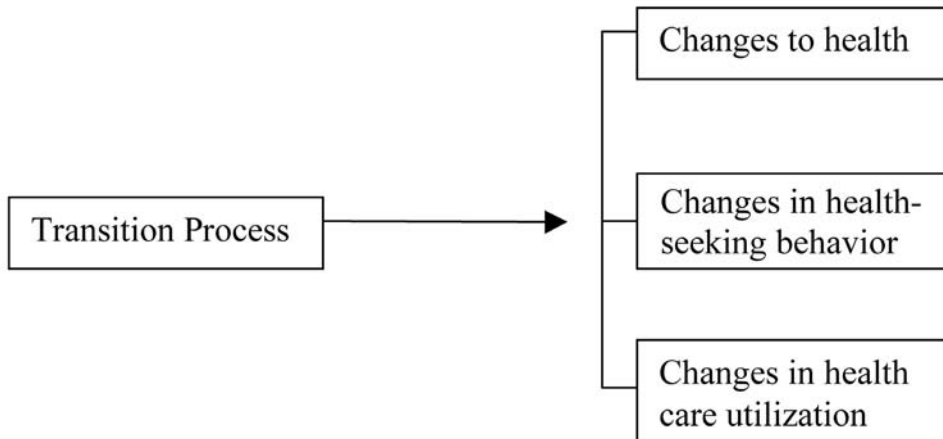 Changes to health
Transition Process
Changes in health-
seeking behavior
Changes in health
care utilization